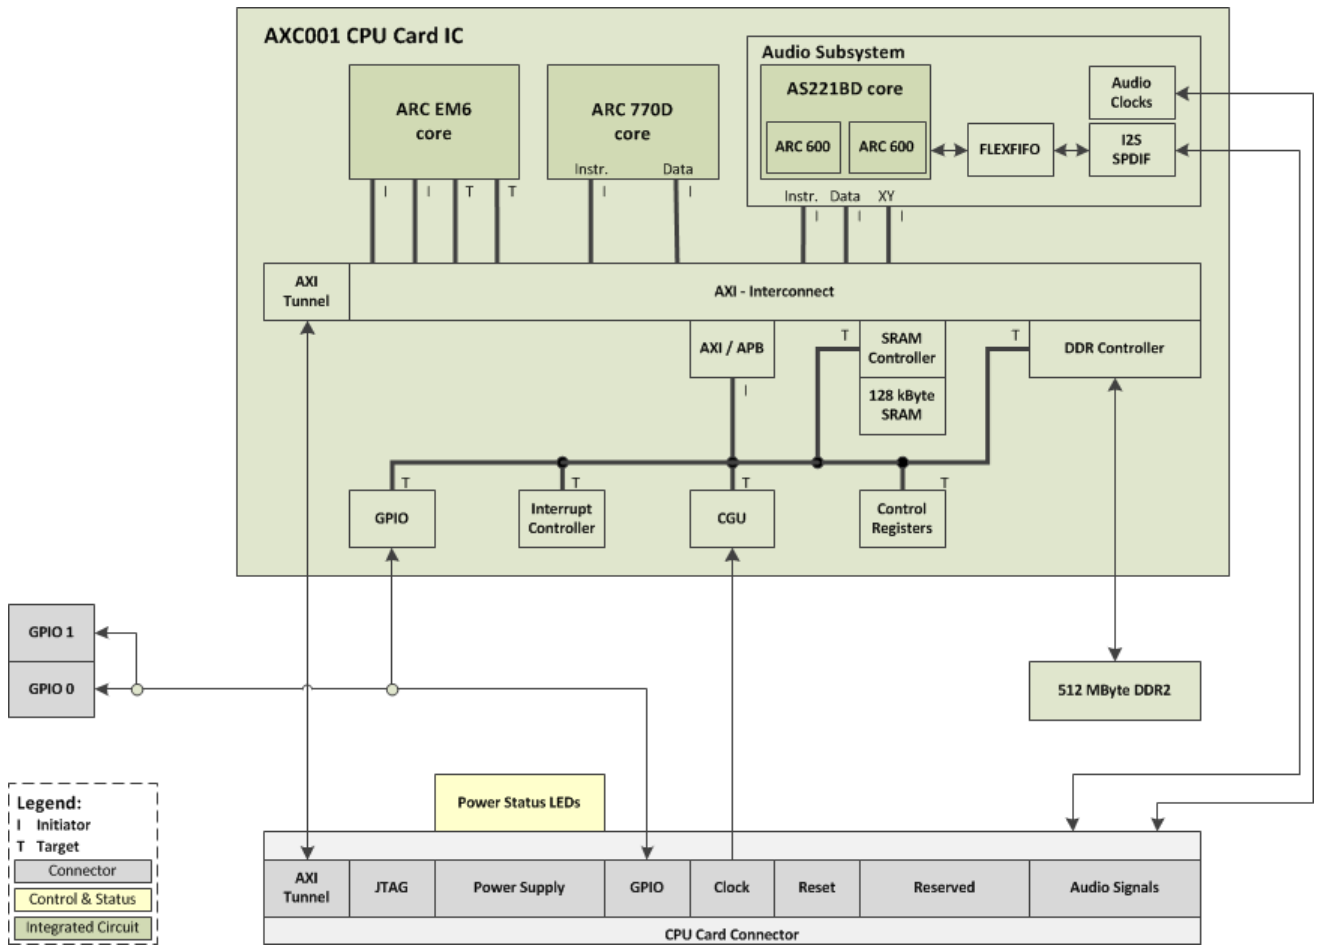 AXC001 CPU Card IC
Audio Subsystem
ARC EM6
core
ARC 770D
core
Instr.
Data
AS221BD core
ARC 600
ARC 600
FLEXFIFO
Audio
Clocks
I2S
SPDIF
I
I
T
T
I
I
Instr.
Data
XY
I
I
I
AXI
Tunnel
AXI - Interconnect
AXI / APB
I
T
SRAM
Controller
128 kByte
SRAM
T
DDR Controller
T
GPIO
T
Interrupt
Controller
T
CGU
T
Control
Registers
GPIO 1
GPIO 0
512 MByte DDR2
Legend:
I Initiator
T Target
Connector
Control & Status
Integrated Circuit
Power Status LEDs
AXI
Tunnel
JTAG
Power Supply
GPIO
Clock
Reset
Reserved
Audio Signals
CPU Card Connector